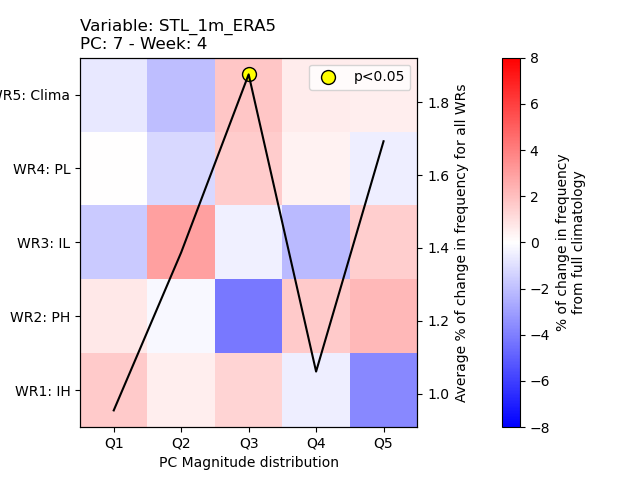 Variable: STL_1m_ERA5
PC: 7 - Week: 4
p<0.05
R5: Clima
WR4: PL
WR3: IL
WR2: PH
WR1: IH
Q1 Q2 Q3 Q4 Q5
PC Magnitude distribution
1.8
1.6
1.4
1.2
1.0
Average % of change in frequency for all WRs
8
6
4
2
0
−2
−4
−6
−8
% of change in frequency
from full climatology